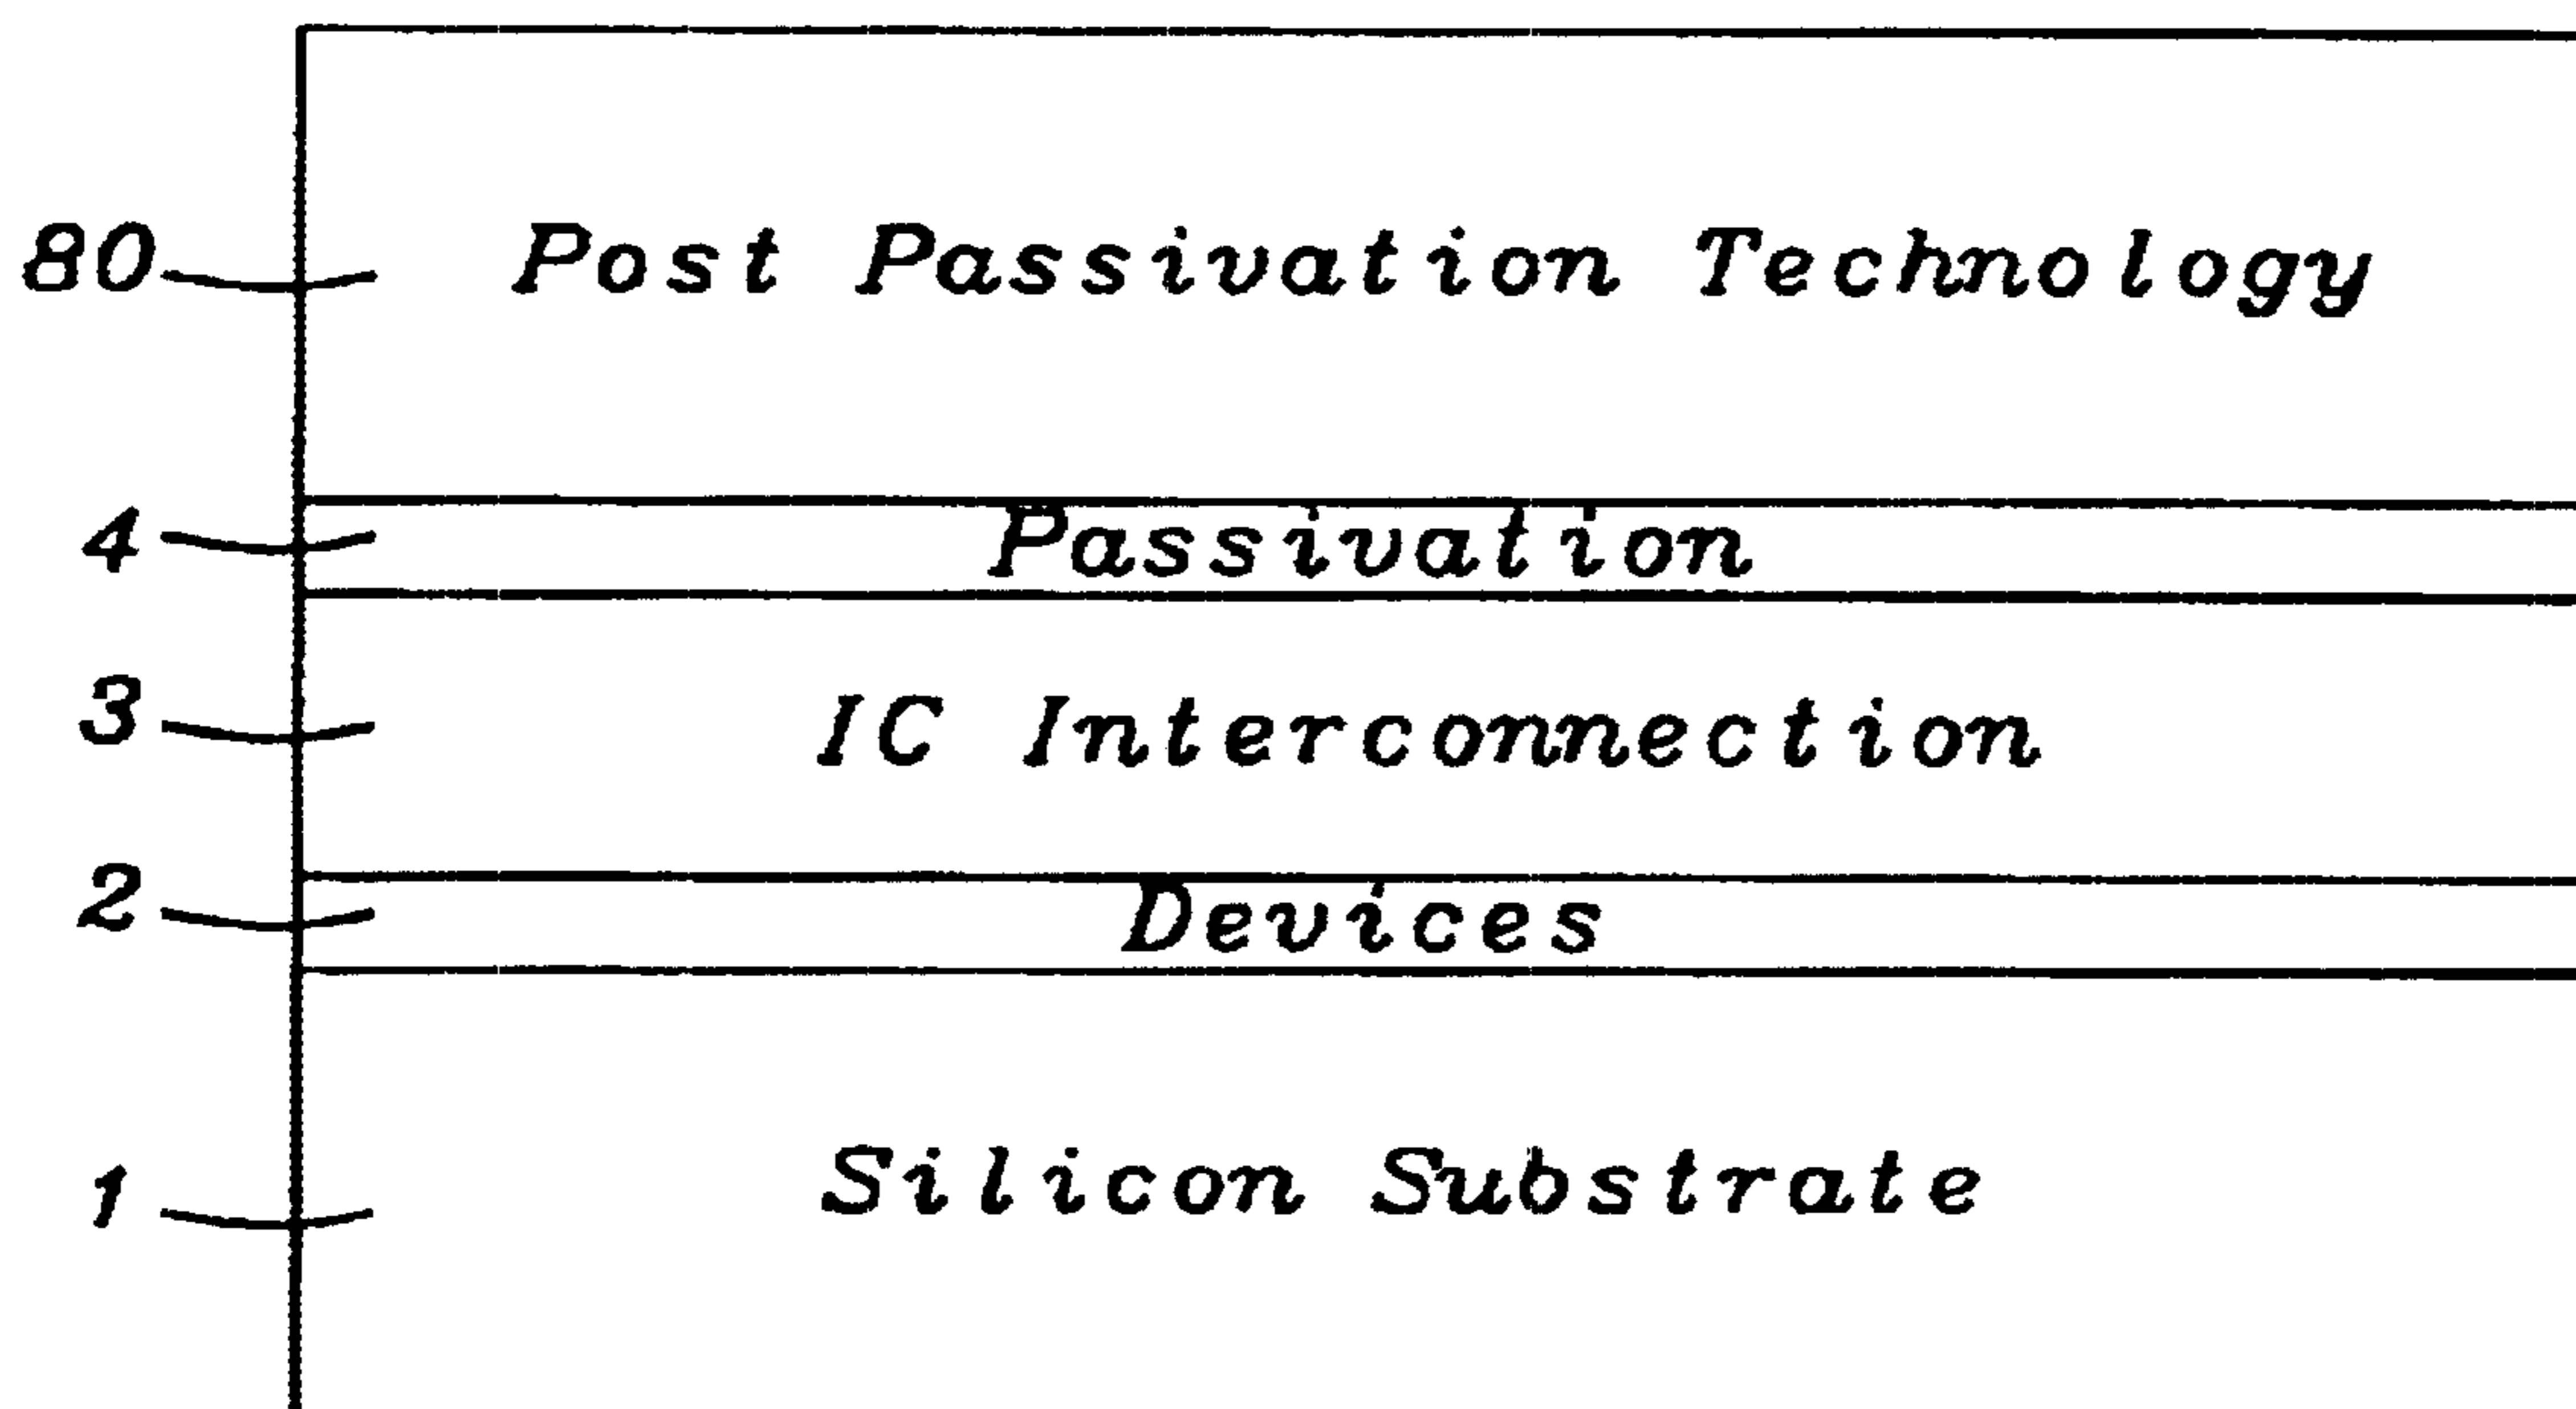 80 Post Passivation Technology
4 Passivation
3 IC Interconnection
2 Devices
1 Silicon Substrate